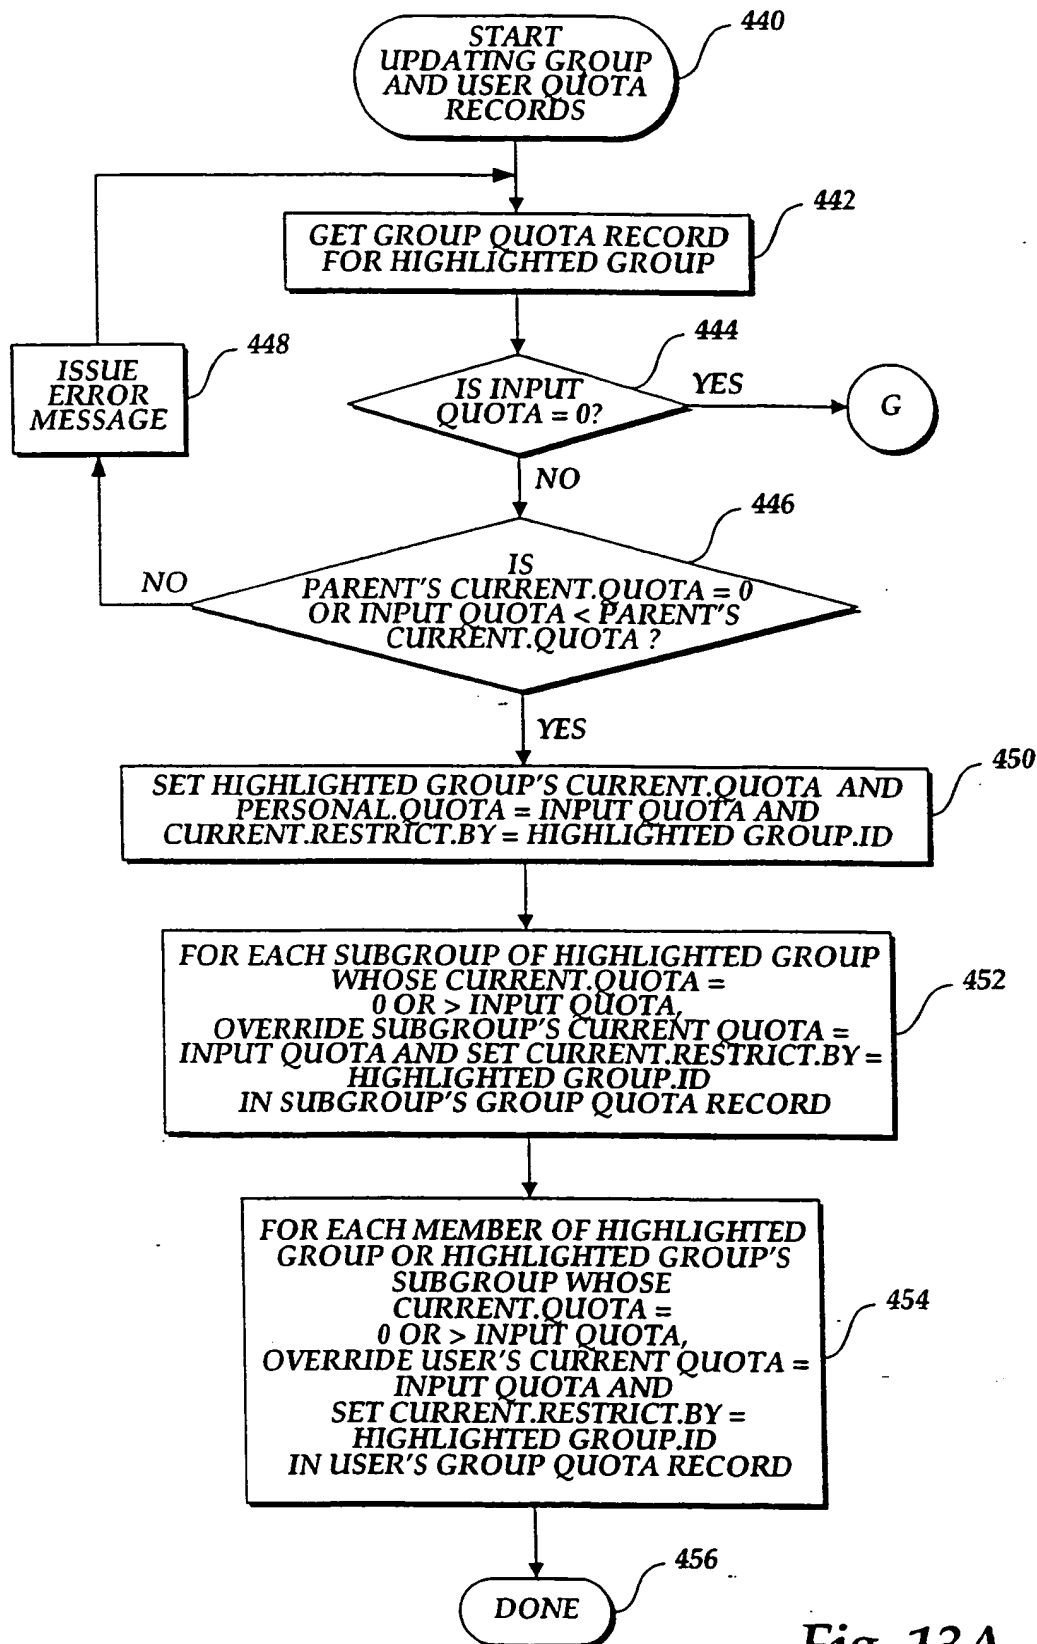 START
UPDATING GROUP
AND USER QUOTA
RECORDS
440
GET GROUP QUOTA RECORD
FOR HIGHLIGHTED GROUP
442
ISSUE
ERROR
MESSAGE
448
IS INPUT
QUOTA = 0?
444
YES
G
NO
IS
PARENT'S CURRENT.QUOTA = 0
OR INPUT QUOTA < PARENT'S
CURRENT.QUOTA ?
446
NO
YES
SET HIGHLIGHTED GROUP'S CURRENT.QUOTA AND
PERSONAL.QUOTA = INPUT QUOTA AND
CURRENT.RESTRICT.BY = HIGHLIGHTED GROUP.ID
450
FOR EACH SUBGROUP OF HIGHLIGHTED GROUP
WHOSE CURRENT.QUOTA =
0 OR > INPUT QUOTA,
OVERRIDE SUBGROUP'S CURRENT QUOTA =
INPUT QUOTA AND SET CURRENT.RESTRICT.BY =
HIGHLIGHTED GROUP.ID
IN SUBGROUP'S GROUP QUOTA RECORD
452
FOR EACH MEMBER OF HIGHLIGHTED
GROUP OR HIGHLIGHTED GROUP'S
SUBGROUP WHOSE
CURRENT.QUOTA =
0 OR > INPUT QUOTA,
OVERRIDE USER'S CURRENT QUOTA =
INPUT QUOTA AND
SET CURRENT.RESTRICT.BY =
HIGHLIGHTED GROUP.ID
IN USER'S GROUP QUOTA RECORD
454
DONE
456
Fig. 13A